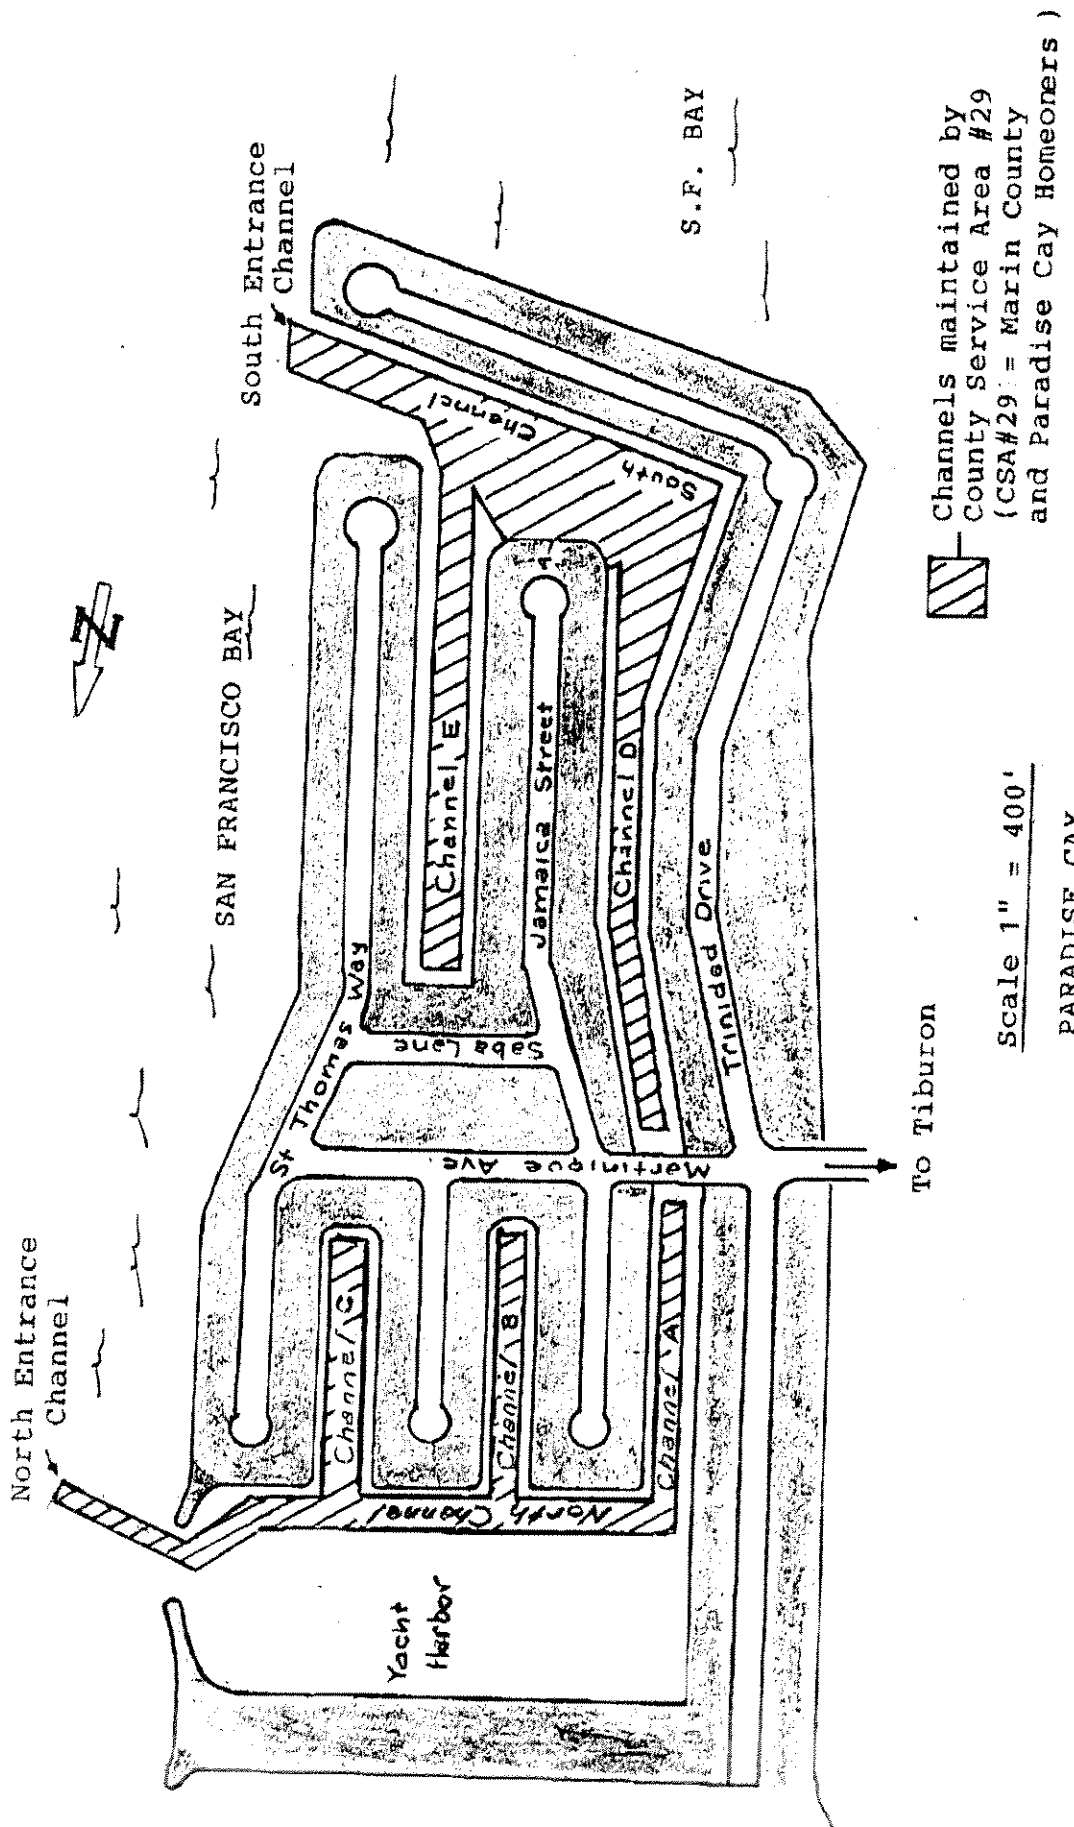 North Entrance
Channel
SAN FRANCISCO BAY
N
South Entrance
Channel
S.F. BAY
Yacht
Harbor
North Channel
Channel C
Channel B
Channel A
St Thomas Way
Martinique Ave.
Saba Lane
Channel E
Jamaica Street
Channel D
Trinided Drive
South Channel
To Tiburon
Channels maintained by
County Service Area #29
(CSA#29 = Marin County
and Paradise Cay Homeoners)
Scale 1" = 400'
PARADISE CAY